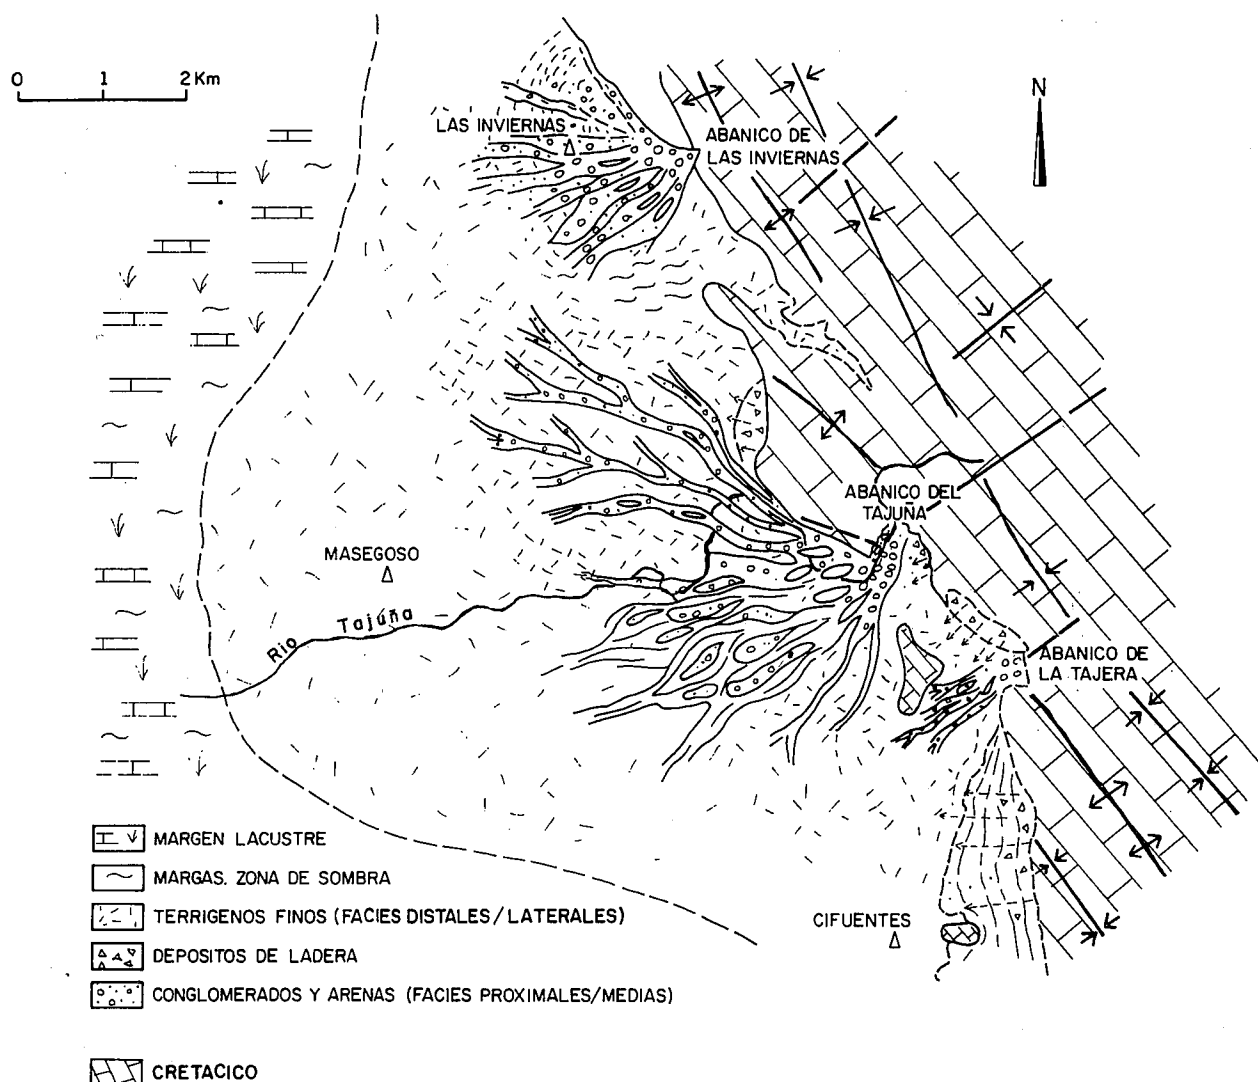 0 1 2 Km
N
LAS INVIERNAS
ABANICO DE
LAS INVIERNAS
ABANICO DEL
TAJUÑA
MASEGOSO
Rio Tajúña
ABANICO DE
LA TAJERA
CIFUENTES
MARGEN LACUSTRE
MARGAS. ZONA DE SOMBRA
TERRIGENOS FINOS (FACIES DISTALES/LATERALES)
DEPOSITOS DE LADERA
CONGLOMERADOS Y ARENAS (FACIES PROXIMALES/MEDIAS)
CRETACICO